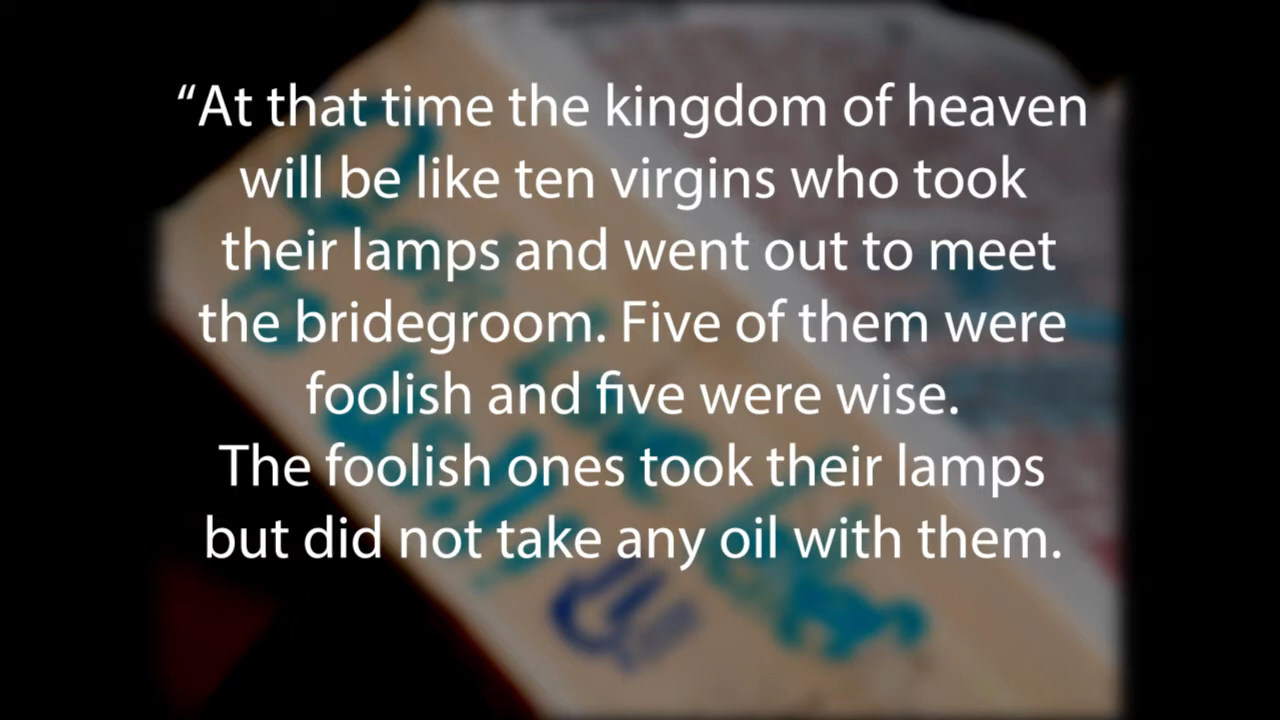 “At that time the kingdom of heaven
will be like ten virgins who took
their lamps and went out to meet
the bridegroom. Five of them were
foolish and five were wise.
The foolish ones took their lamps
but did not take any oil with them.